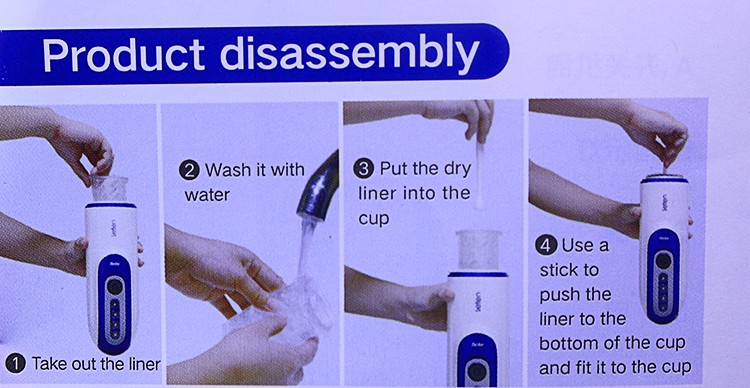 Product disassembly
1 Take out the liner
2 Wash it with
water
3 Put the dry
liner into the
cup
4 Use a
stick to
push the
liner to the
bottom of the cup
and fit it to the cup